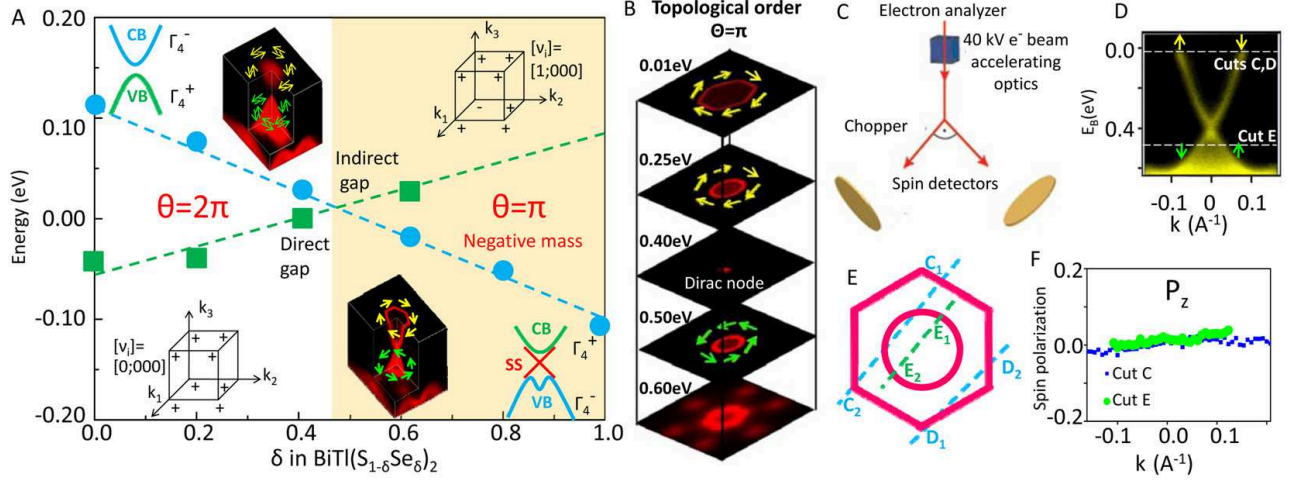 A
CB
Γ₄⁻
VB
Γ₄⁺
k₃
[νᵢ]=
[1;000]
+ +
+ +
- +
+ +
k₂
k₁
0.20
0.10
0.00
-0.10
-0.20
Energy (eV)
θ=2π
Indirect
gap
θ=π
Negative mass
Direct
gap
k₃
[νᵢ]=
[0;000]
+ +
+ +
+ +
+ +
k₂
k₁
CB
Γ₄⁺
SS
VB
Γ₄⁻
0.0 0.2 0.4 0.6 0.8 1.0
δ in BiTl(S₁₋δSeδ)₂
B
Topological order
Θ=π
0.01eV
0.25eV
0.40eV
Dirac node
0.50eV
0.60eV
C
Electron analyzer
40 kV e⁻ beam
accelerating
optics
Chopper
Spin detectors
D
0.0
Cuts C,D
E_B(eV)
0.4
Cut E
-0.1 0 0.1
k (A⁻¹)
E
C₁
E₁
E₂
D₂
C₂
D₁
F
0.2
P_z
Spin polarization
0.0
Cut C
Cut E
-0.2
-0.1 0.0 0.1
k (A⁻¹)